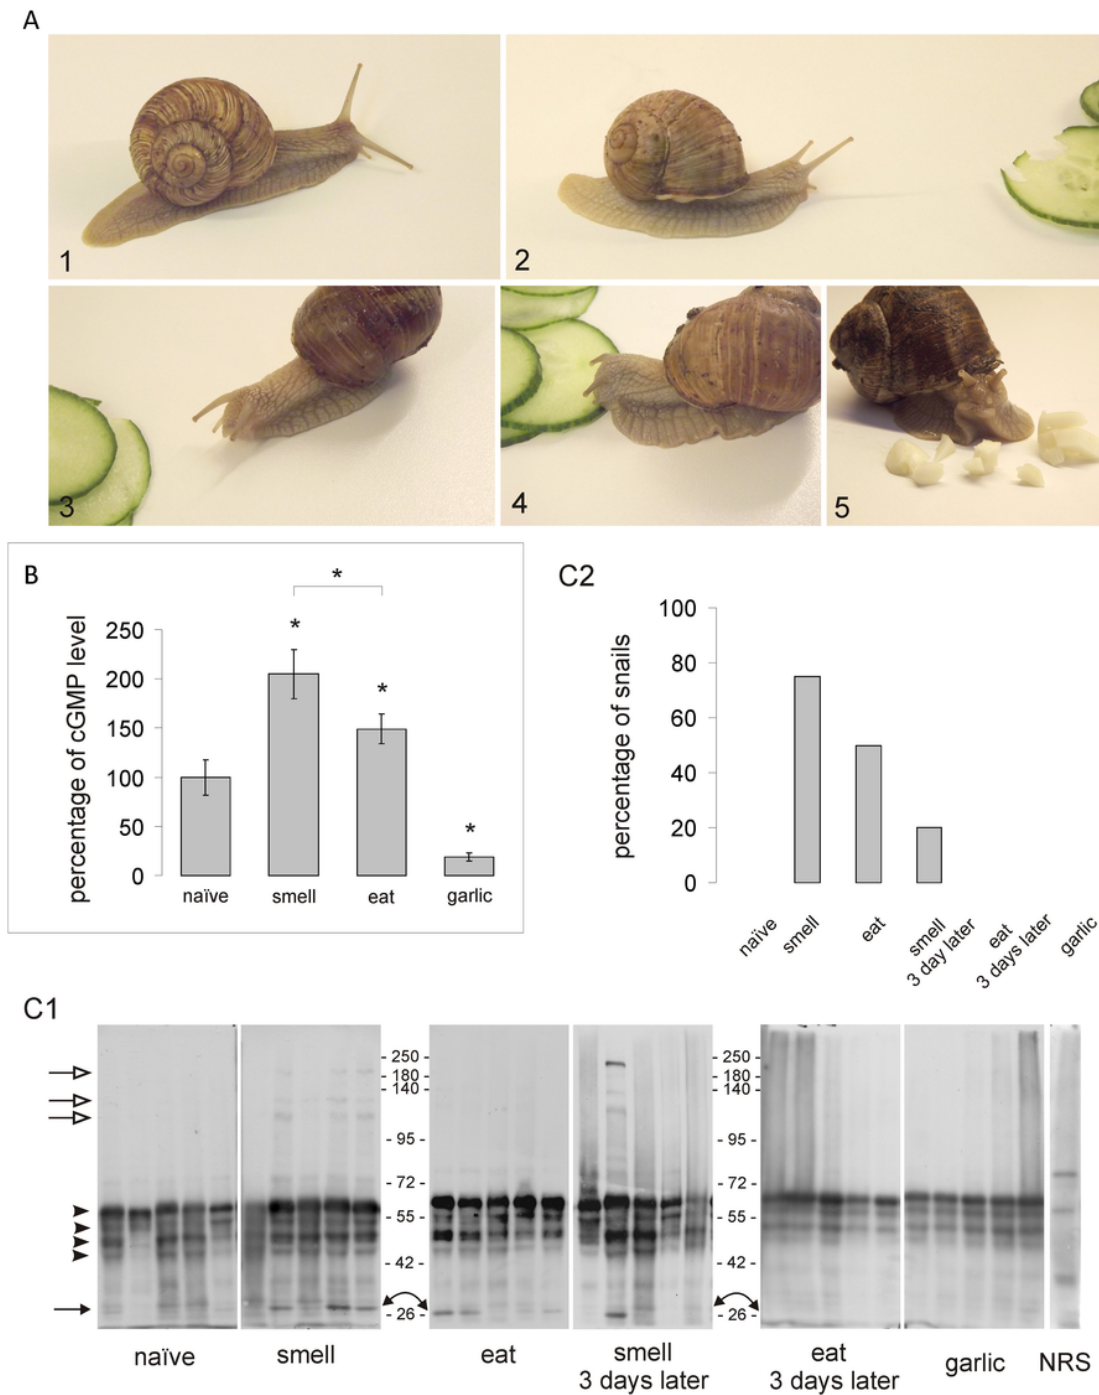 A
1
2
3
4
5
B
*
*
*
*
percentage of cGMP level
250
200
150
100
50
0
naïve smell eat garlic
C2
percentage of snails
100
80
60
40
20
0
naïve
smell
eat
smell
3 day later
eat
3 days later
garlic
C1
- 250 -
- 180 -
- 140 -
- 95 -
- 72 -
- 55 -
- 42 -
- 26 -
- 250 -
- 180 -
- 140 -
- 95 -
- 72 -
- 55 -
- 42 -
- 26 -
naïve
smell
eat
smell
3 days later
eat
3 days later
garlic
NRS